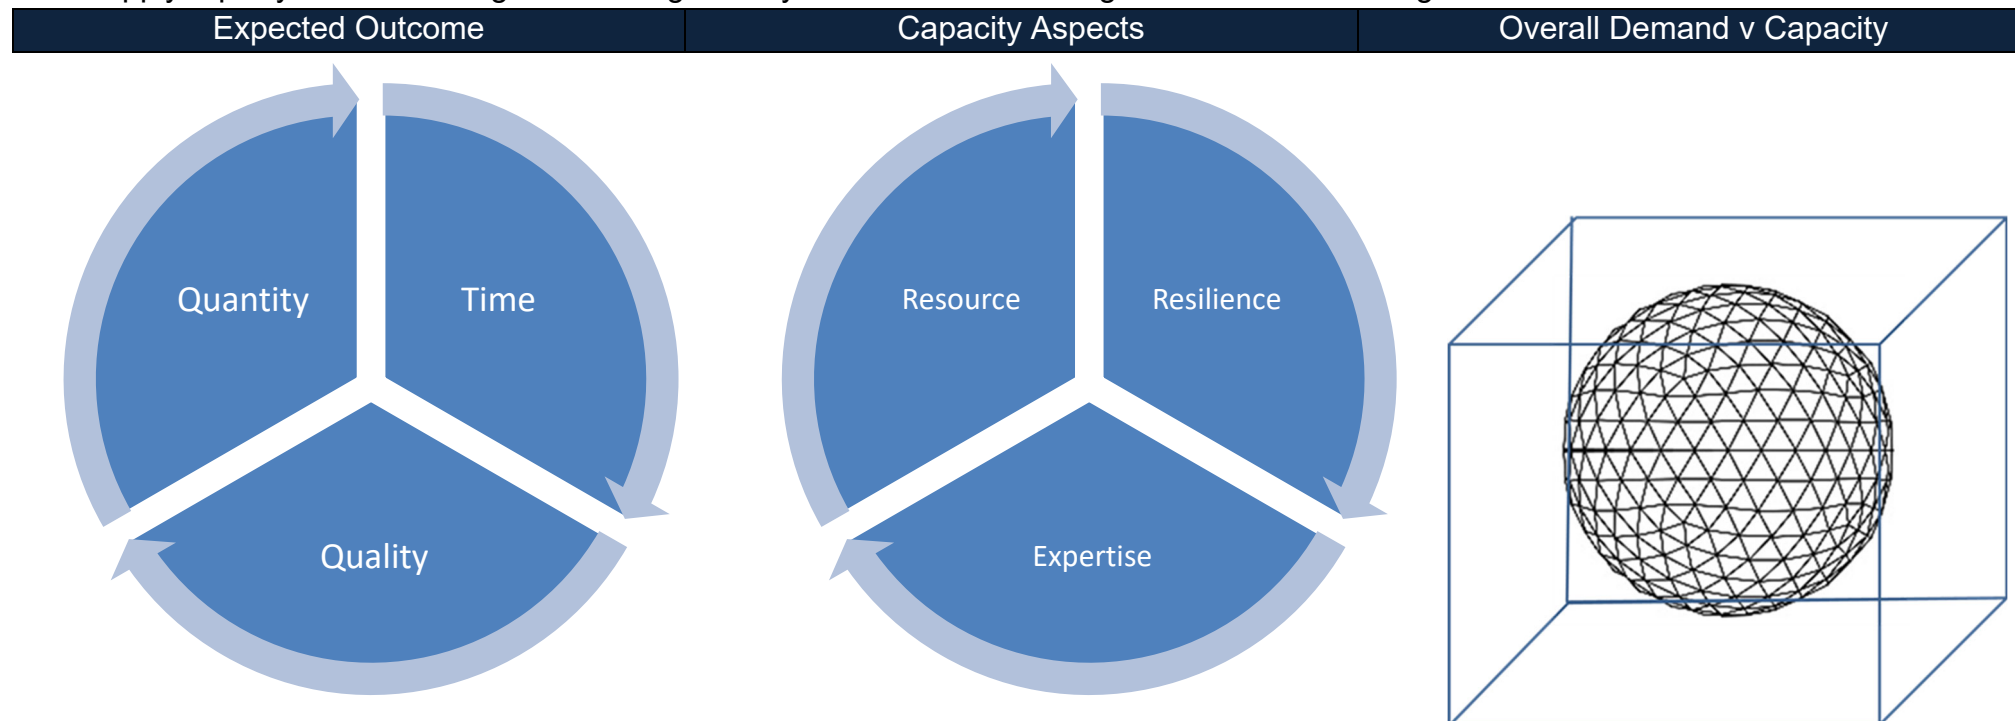 Expected Outcome
Capacity Aspects
Overall Demand v Capacity
Quantity
Time
Quality
Resource
Resilience
Expertise